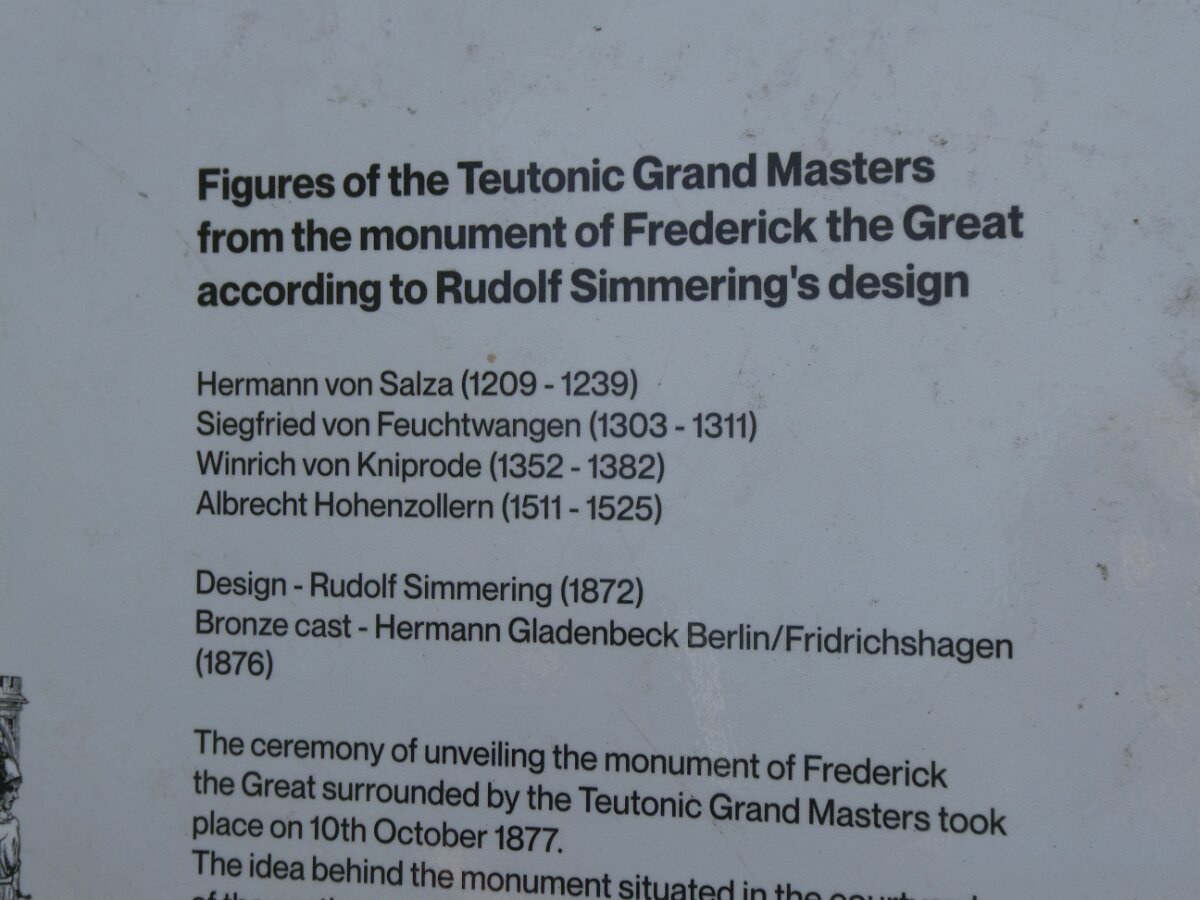 Figures of the Teutonic Grand Masters
from the monument of Frederick the Great
according to Rudolf Simmering's design
Hermann von Salza (1209 - 1239)
Siegfried von Feuchtwangen (1303 - 1311)
Winrich von Kniprode (1352 - 1382)
Albrecht Hohenzollern (1511 - 1525)
Design - Rudolf Simmering (1872)
Bronze cast - Hermann Gladenbeck Berlin/Fridrichshagen
(1876)
The ceremony of unveiling the monument of Frederick
the Great surrounded by the Teutonic Grand Masters took
place on 10th October 1877.
The idea behind the monument situated in the